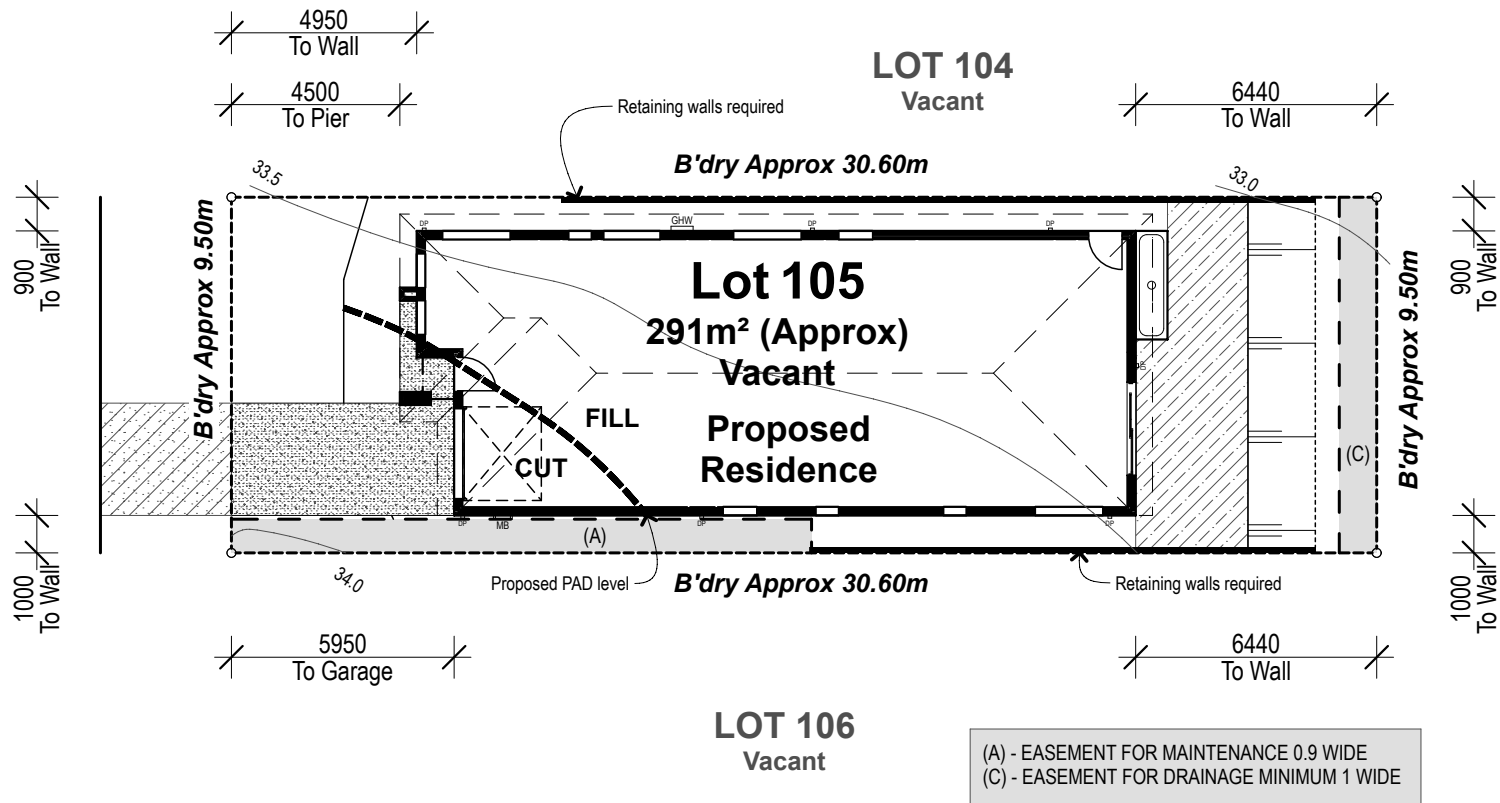 4950
To Wall
LOT 104
Vacant
4500
To Pier
6440
To Wall
Retaining walls required
B'dry Approx 30.60m
33.5
33.0
B'dry Approx 9.50m
900
To Wall
DP
GHW
DP
DP
900
To Wall
B'dry Approx 9.50m
Lot 105
291m² (Approx)
Vacant
DP
FILL
Proposed
Residence
CUT
(C)
DP
MB
DP
DP
(A)
1000
To Wall
34.0
Proposed PAD level
B'dry Approx 30.60m
Retaining walls required
1000
To Wall
5950
To Garage
6440
To Wall
LOT 106
Vacant
(A) - EASEMENT FOR MAINTENANCE 0.9 WIDE
(C) - EASEMENT FOR DRAINAGE MINIMUM 1 WIDE